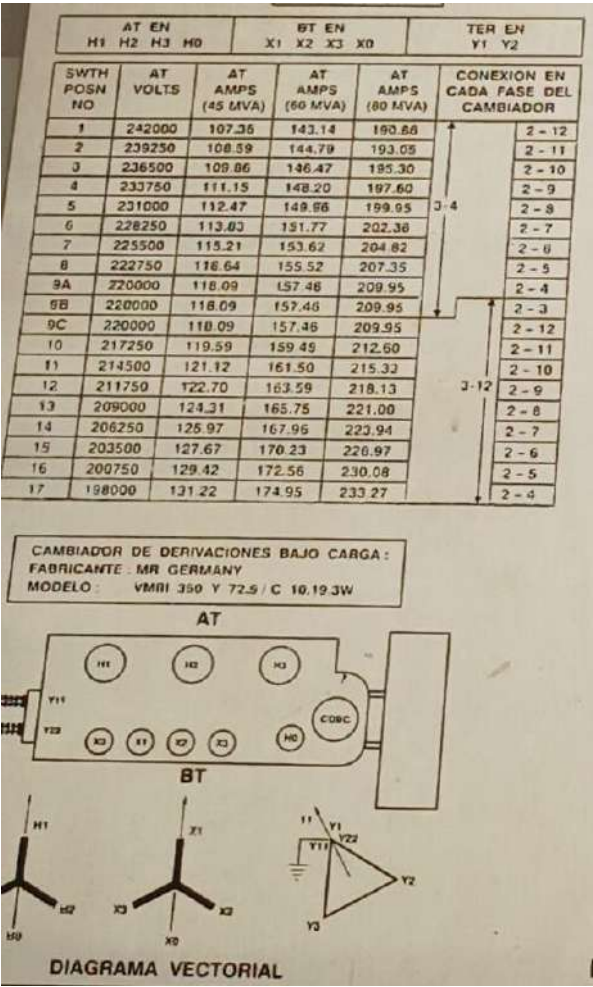 AT EN BT EN TER EN
H1 H2 H3 H0 X1 X2 X3 X0 Y1 Y2
SWTH POSN NO AT VOLTS AT AMPS (45 MVA) AT AMPS (60 MVA) AT AMPS (80 MVA) CONEXION EN CADA FASE DEL CAMBIADOR
1 242000 107.36 143.14 190.86 2 - 12
2 239250 108.59 144.79 193.05 2 - 11
3 236500 109.86 146.47 195.30 2 - 10
4 233750 111.15 148.20 197.60 2 - 9
5 231000 112.47 149.96 199.95 3-4 2 - 8
6 228250 113.83 151.77 202.36 2 - 7
7 225500 115.21 153.62 204.82 2 - 6
8 222750 116.64 155.52 207.35 2 - 5
9A 220000 118.09 157.46 209.95 2 - 4
9B 220000 118.09 157.46 209.95 2 - 3
9C 220000 118.09 157.46 209.95 2 - 12
10 217250 119.59 159.45 212.60 2 - 11
11 214500 121.12 161.50 215.33 2 - 10
12 211750 122.70 163.59 218.13 3-12 2 - 9
13 209000 124.31 165.75 221.00 2 - 8
14 206250 125.97 167.96 223.94 2 - 7
15 203500 127.67 170.23 226.97 2 - 6
16 200750 129.42 172.56 230.08 2 - 5
17 198000 131.22 174.95 233.27 2 - 4
CAMBIADOR DE DERIVACIONES BAJO CARGA:
FABRICANTE : MR GERMANY
MODELO : VMRI 350 Y 72.5 / C 10.19.3W
AT
H1 H2 H3
Y11
Y22
X0 X1 X2 X3 H0 CDBC
BT
H1 X1 11 Y1
Y11 Y22
H2 X3 X2 Y2
H0 X0 Y3
DIAGRAMA VECTORIAL